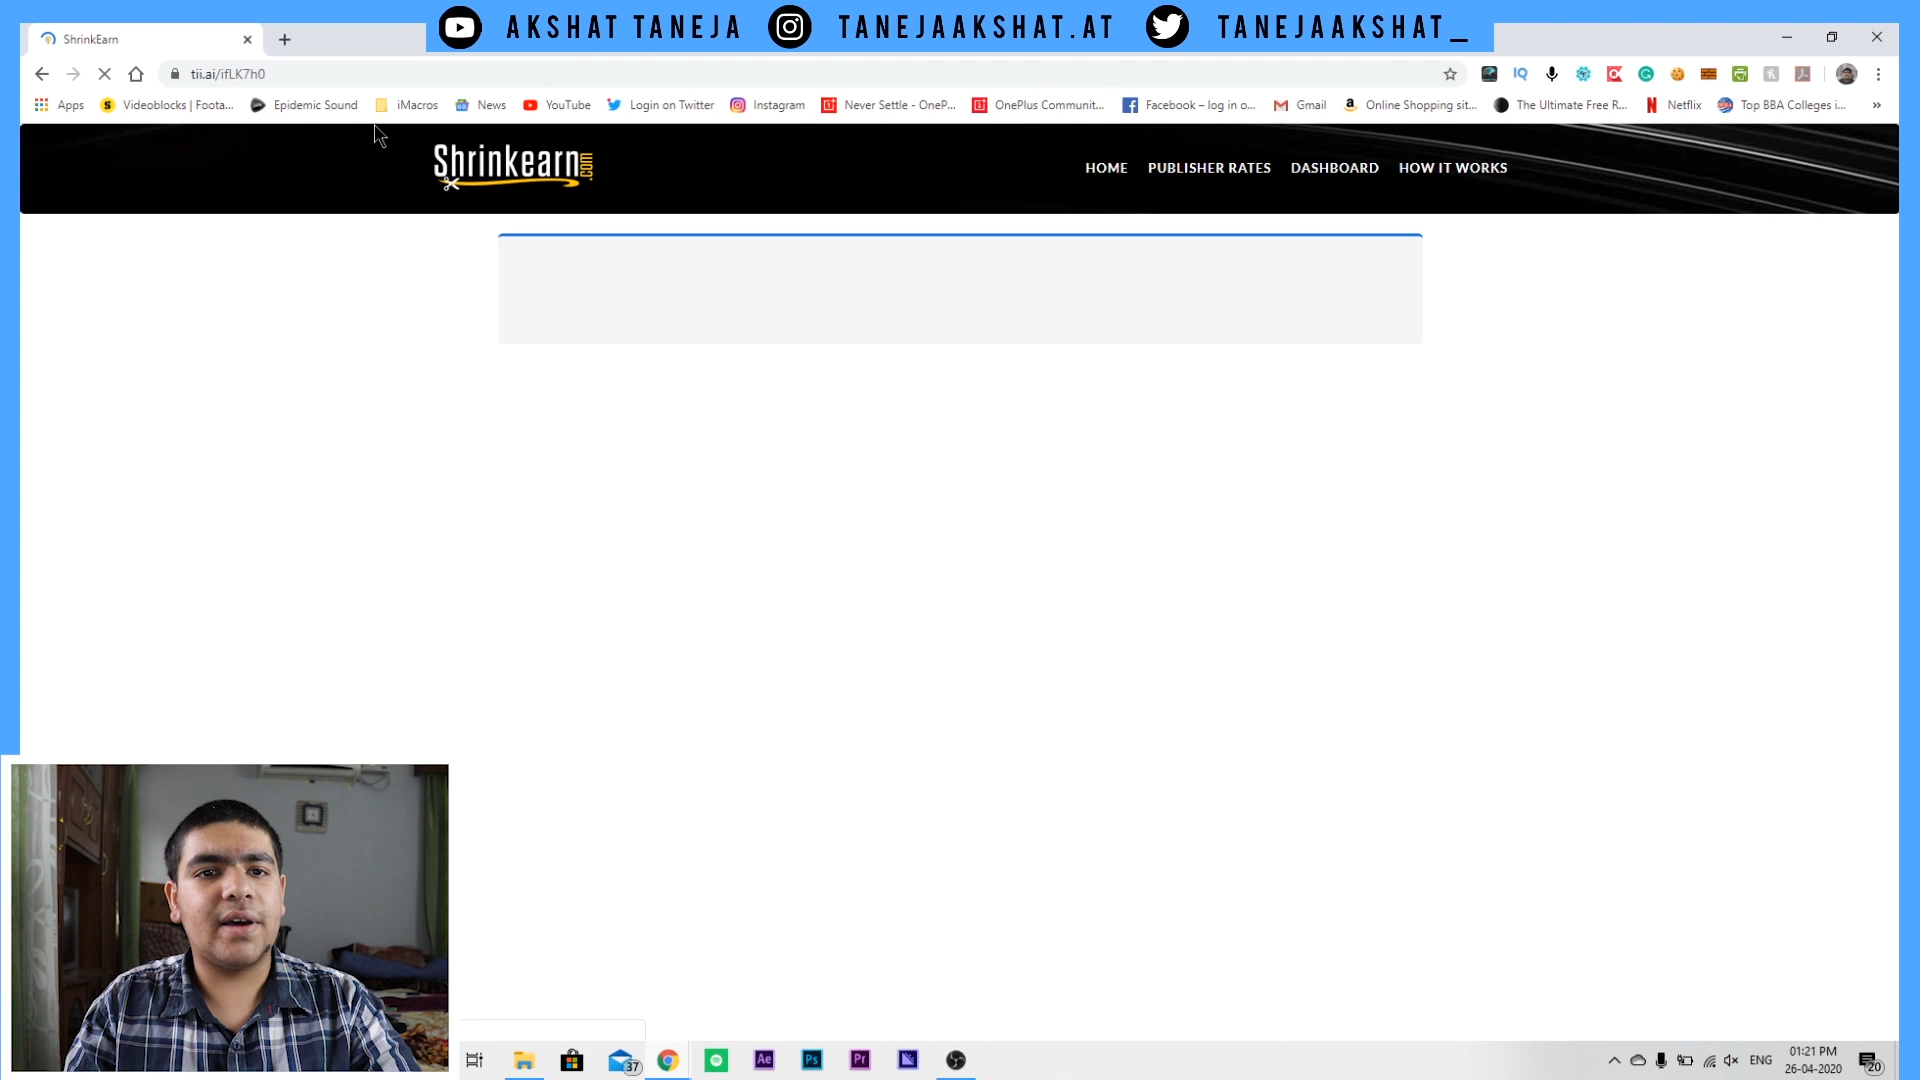 AKSHAT TANEJA TANEJAAKSHAT.AT TANEJAAKSHAT_
ShrinkEarn
tii.ai/ifLK7h0
Apps Videoblocks | Foota... Epidemic Sound iMacros News YouTube Login on Twitter Instagram Never Settle - OneP... OnePlus Communit... Facebook – log in o... Gmail Online Shopping sit... The Ultimate Free R... Netflix Top BBA Colleges i... »
Shrinkearn.com
HOME PUBLISHER RATES DASHBOARD HOW IT WORKS
37 Ae Ps Pr ENG 01:21 PM
26-04-2020 20